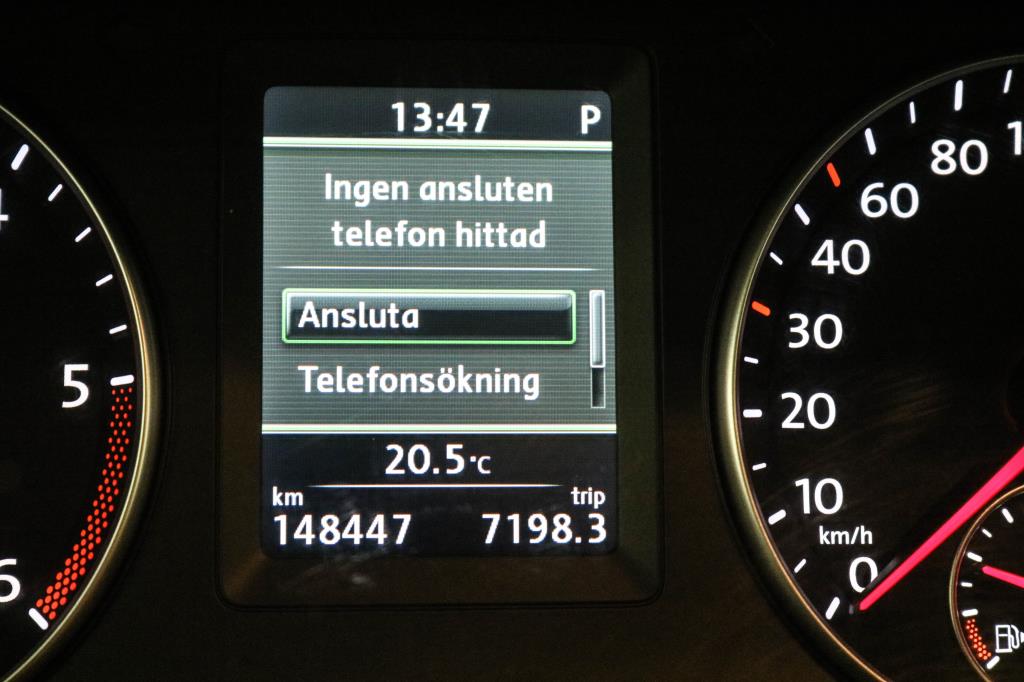 13:47 P
Ingen ansluten
telefon hittad
Ansluta
Telefonsökning
20.5°C
km trip
148447 7198.3
5
6
80
60
40
30
20
10
km/h
0